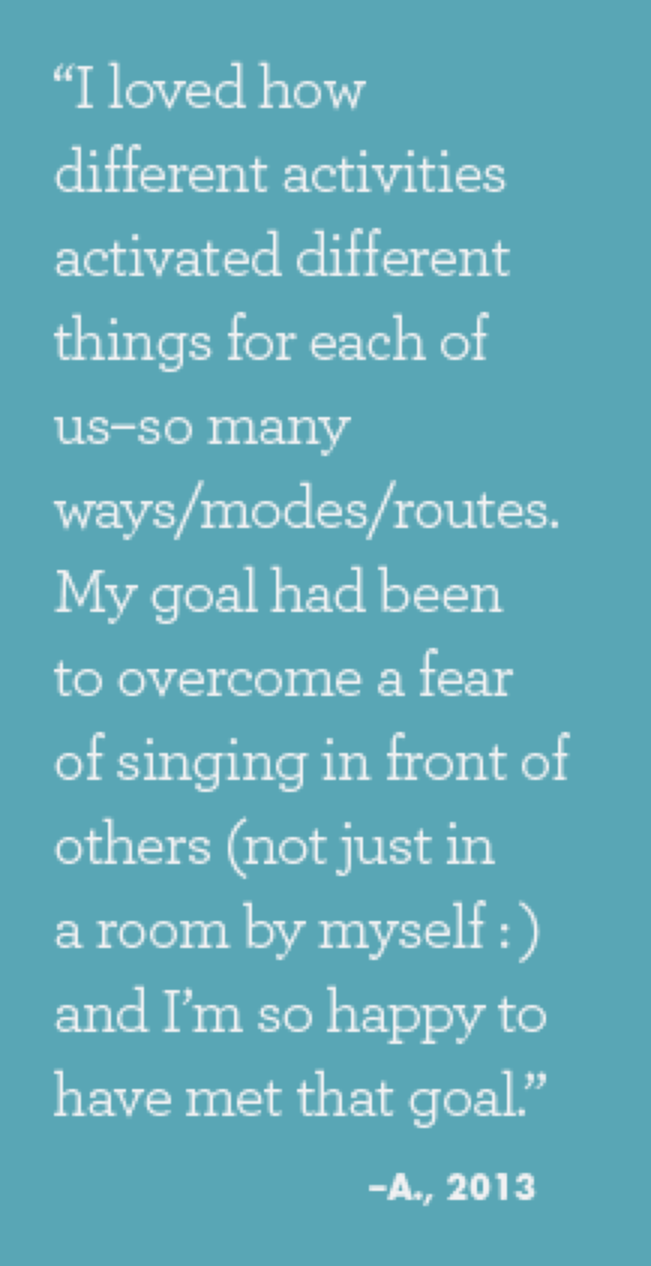 “I loved how
different activities
activated different
things for each of
us–so many
ways/modes/routes.
My goal had been
to overcome a fear
of singing in front of
others (not just in
a room by myself :)
and I’m so happy to
have met that goal.”
–A., 2013